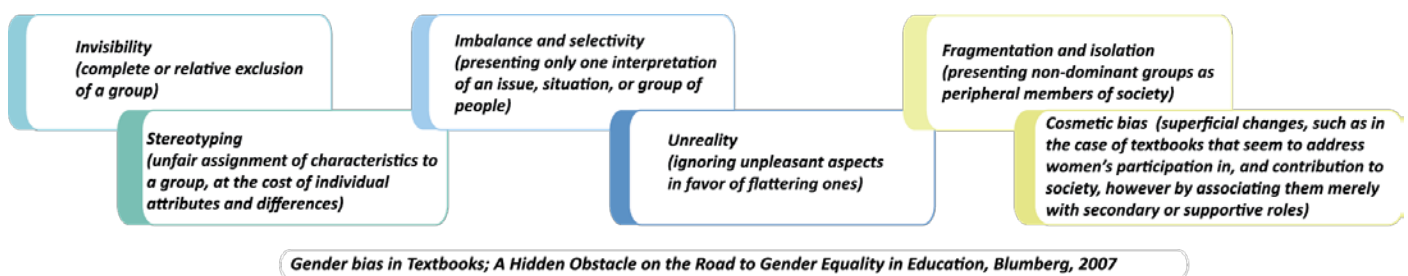 Invisibility
(complete or relative exclusion
of a group)
Stereotyping
(unfair assignment of characteristics to
a group, at the cost of individual
attributes and differences)
Imbalance and selectivity
(presenting only one interpretation
of an issue, situation, or group of
people)
Unreality
(ignoring unpleasant aspects
in favor of flattering ones)
Fragmentation and isolation
(presenting non-dominant groups as
peripheral members of society)
Cosmetic bias (superficial changes, such as in
the case of textbooks that seem to address
women's participation in, and contribution to
society, however by associating them merely
with secondary or supportive roles)
Gender bias in Textbooks; A Hidden Obstacle on the Road to Gender Equality in Education, Blumberg, 2007